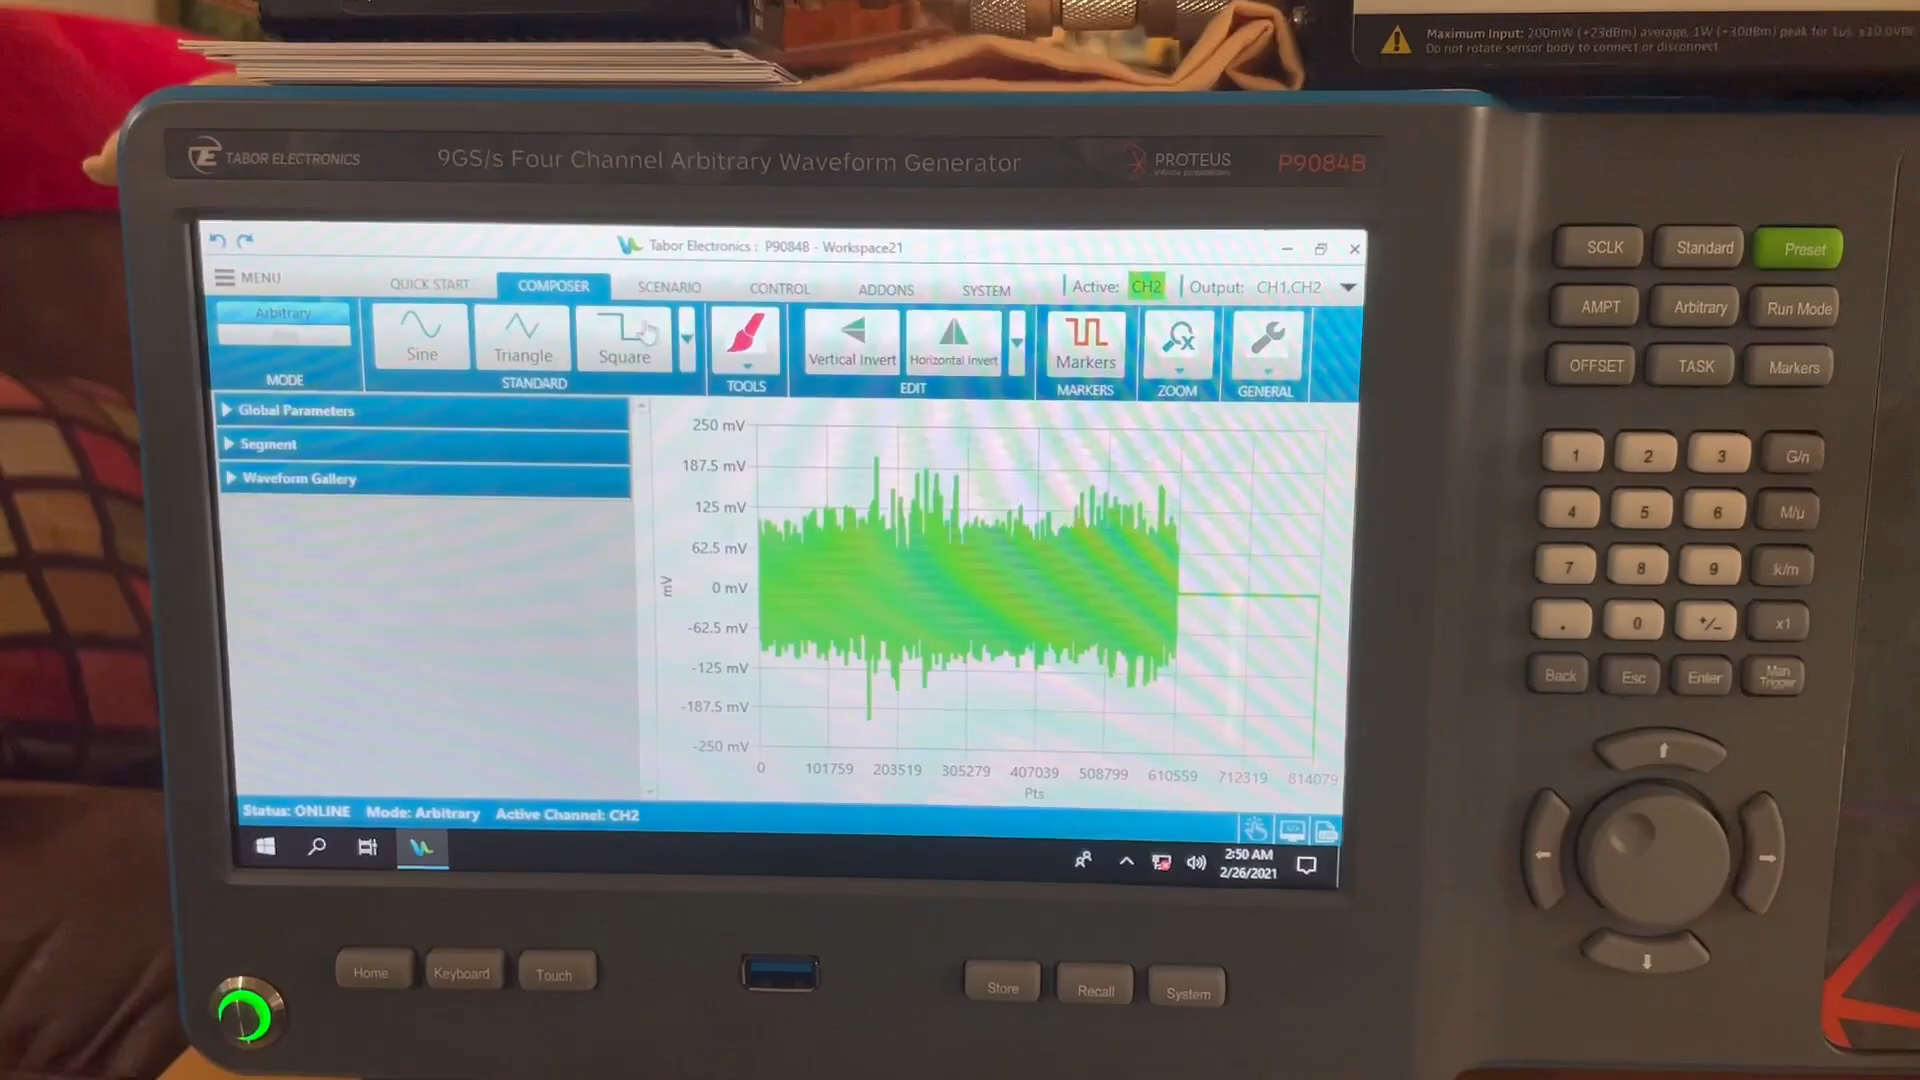 Maximum Input: 200mW (+23dBm) average, 1W (+30dBm) peak for 1µs, ±10.0VDC
Do not rotate sensor body to connect or disconnect
TABOR ELECTRONICS
9GS/s Four Channel Arbitrary Waveform Generator
PROTEUS
P9084B
Tabor Electronics : P9084B - Workspace21
MENU
QUICK START
COMPOSER
SCENARIO
CONTROL
ADDONS
SYSTEM
Active: CH2
Output: CH1,CH2
Arbitrary
MODE
Sine
Triangle
Square
STANDARD
TOOLS
Vertical Invert
Horizontal Invert
EDIT
Markers
MARKERS
ZOOM
GENERAL
Global Parameters
Segment
Waveform Gallery
250 mV
187.5 mV
125 mV
62.5 mV
0 mV
-62.5 mV
-125 mV
-187.5 mV
-250 mV
mV
0 101759 203519 305279 407039 508799 610559 712319 814079
Pts
Status: ONLINE Mode: Arbitrary Active Channel: CH2
2:50 AM
2/26/2021
SCLK Standard Preset
AMPT Arbitrary Run Mode
OFFSET TASK Markers
1 2 3 G/n
4 5 6 M/µ
7 8 9 k/m
. 0 +/- x1
Back Esc Enter Man Trigger
Home Keyboard Touch
Store Recall System